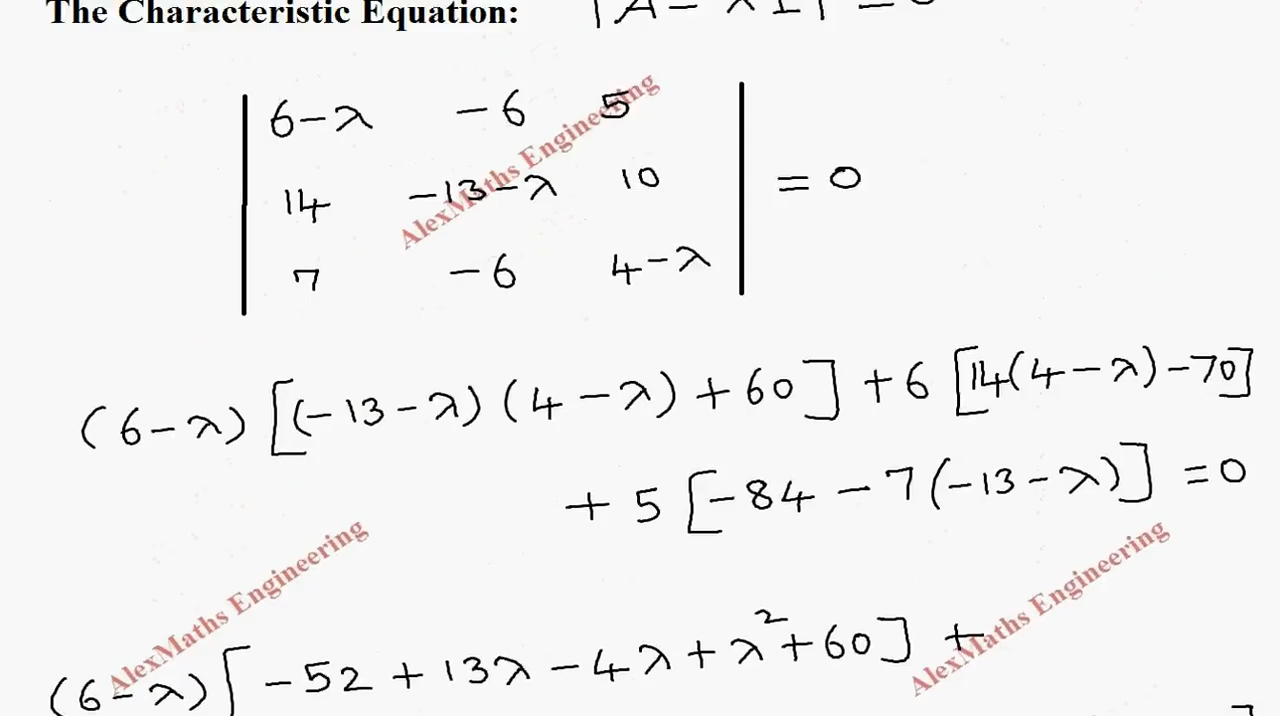 The Characteristic Equation: |A - λI| = 0
6-λ -6 5
14 -13-λ 10 = 0
7 -6 4-λ
AlexMaths Engineering
(6-λ)[(-13-λ)(4-λ)+60]+6[14(4-λ)-70]
+ 5[-84-7(-13-λ)] = 0
AlexMaths Engineering
AlexMaths Engineering
(6-λ)[-52+13λ-4λ+λ²+60] +